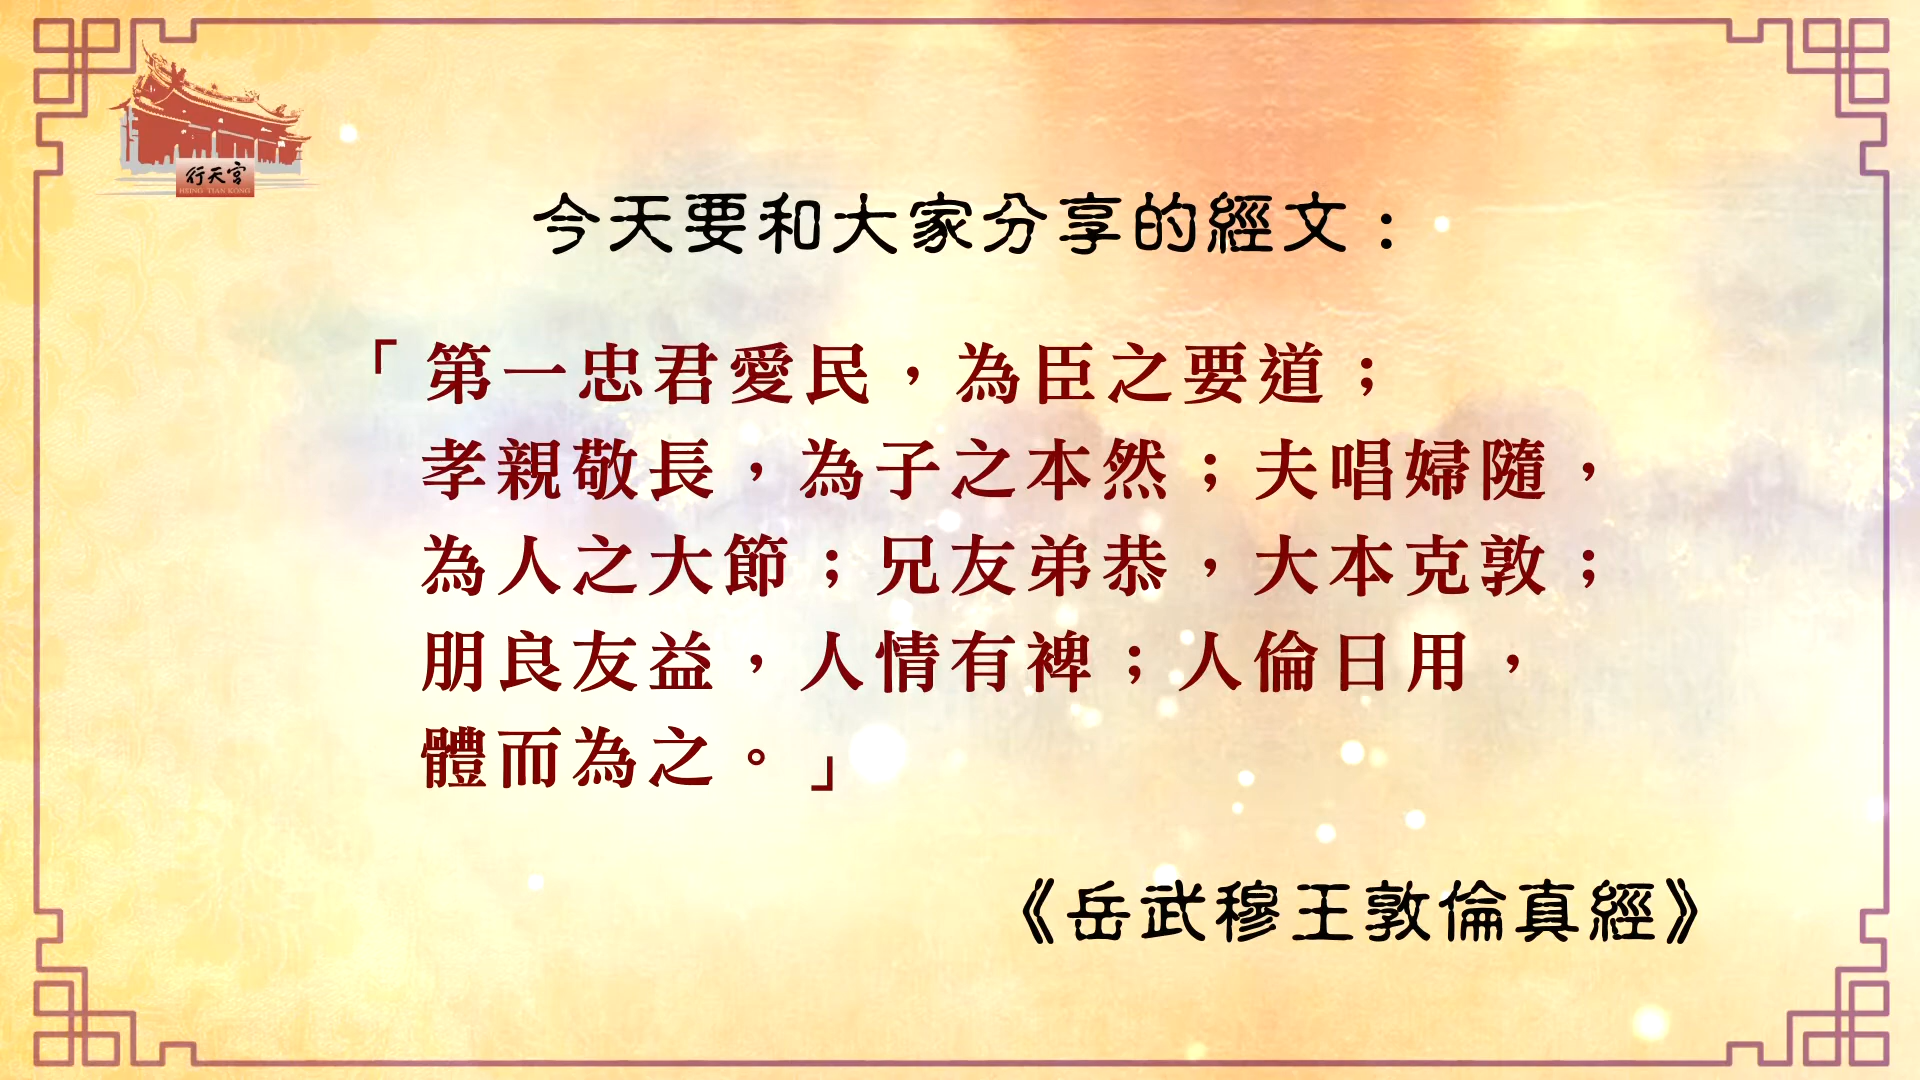 行天宮
HSING TIAN KONG
今天要和大家分享的經文：
「第一忠君愛民，為臣之要道；
孝親敬長，為子之本然；夫唱婦隨，
為人之大節；兄友弟恭，大本克敦；
朋良友益，人情有裨；人倫日用，
體而為之。」
《岳武穆王敦倫真經》